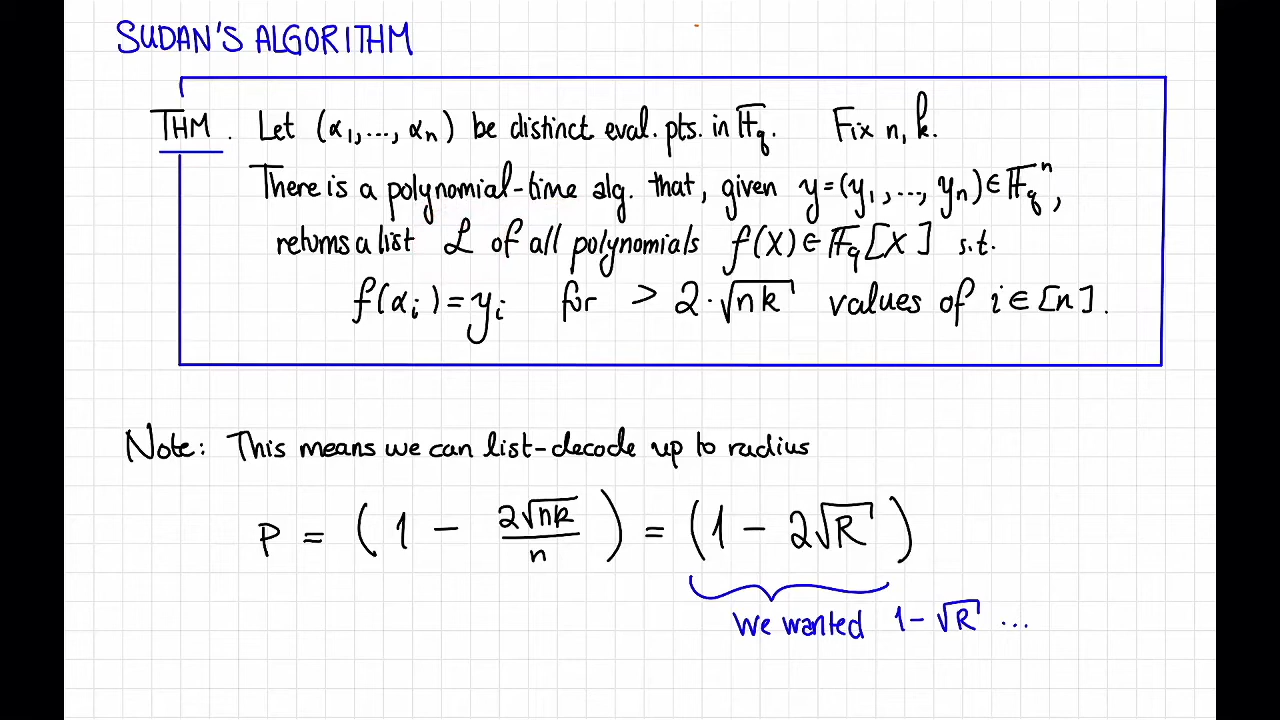 SUDAN'S ALGORITHM
THM. Let (α₁,..., αₙ) be distinct eval. pts. in 𝔽_q. Fix n, k.
There is a polynomial-time alg. that, given y=(y₁,..., yₙ)∈𝔽_qⁿ,
returns a list ℒ of all polynomials f(X)∈𝔽_q[X] s.t.
f(αᵢ)=yᵢ for > 2·√(nk) values of i∈[n].
Note: This means we can list-decode up to radius
p = (1 - 2√(nk)/n) = (1 - 2√R)
we wanted 1-√R ...